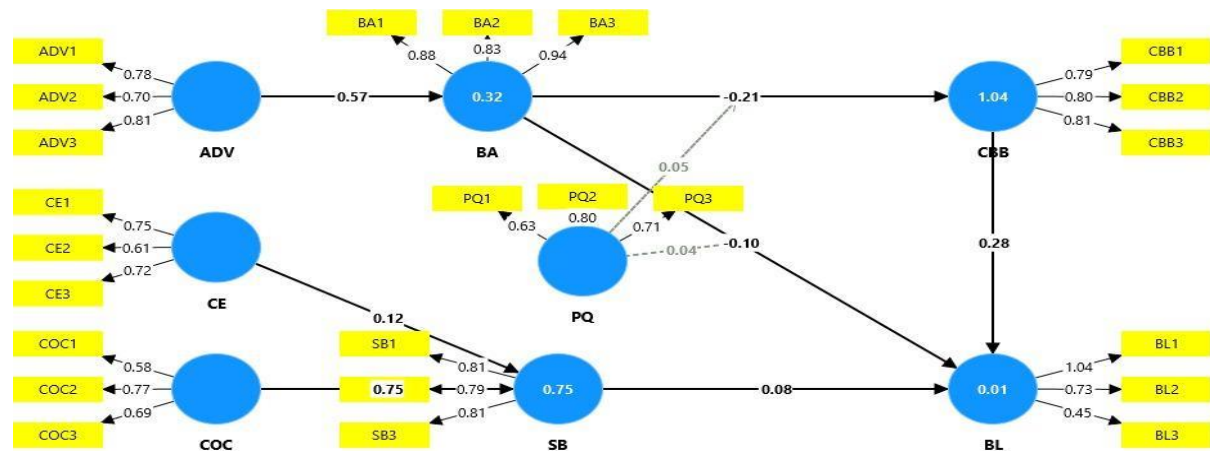 BA1 BA2 BA3
ADV1 CBB1
0.78 0.88 0.83 0.94 0.79
ADV2 0.70 0.57 0.32 -0.21 1.04 0.80 CBB2
0.81 0.81
ADV3 CBB3
ADV BA CBB
0.05
CE1 PQ1 PQ2 PQ3
0.75 0.63 0.80 0.71
CE2 0.61 0.04 -0.10 0.28
0.72
CE3
CE PQ
0.12
COC1 SB1 BL1
0.58 0.81 1.04
COC2 0.77 0.75 0.79 0.75 0.08 0.01 0.73 BL2
0.69 0.81 0.45
COC3 SB3 BL3
COC SB BL